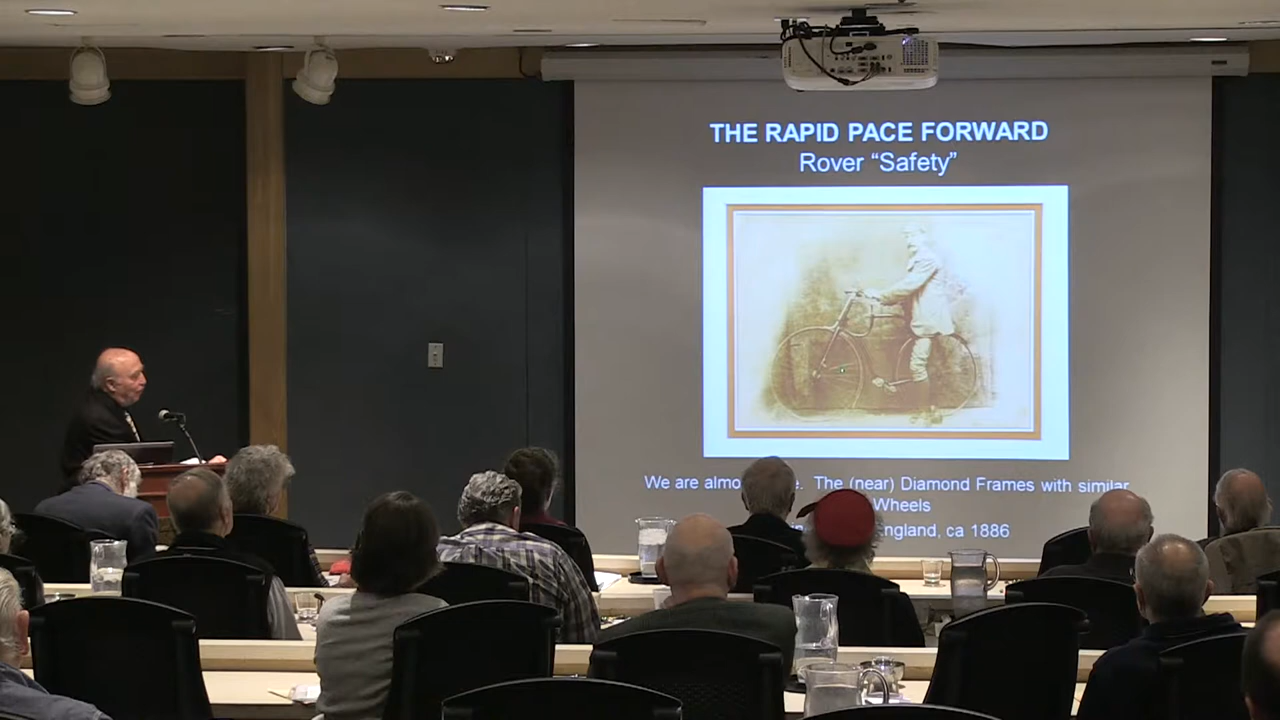 THE RAPID PACE FORWARD
Rover “Safety”
We are almo e. The (near) Diamond Frames with similar
Wheels
England, ca 1886